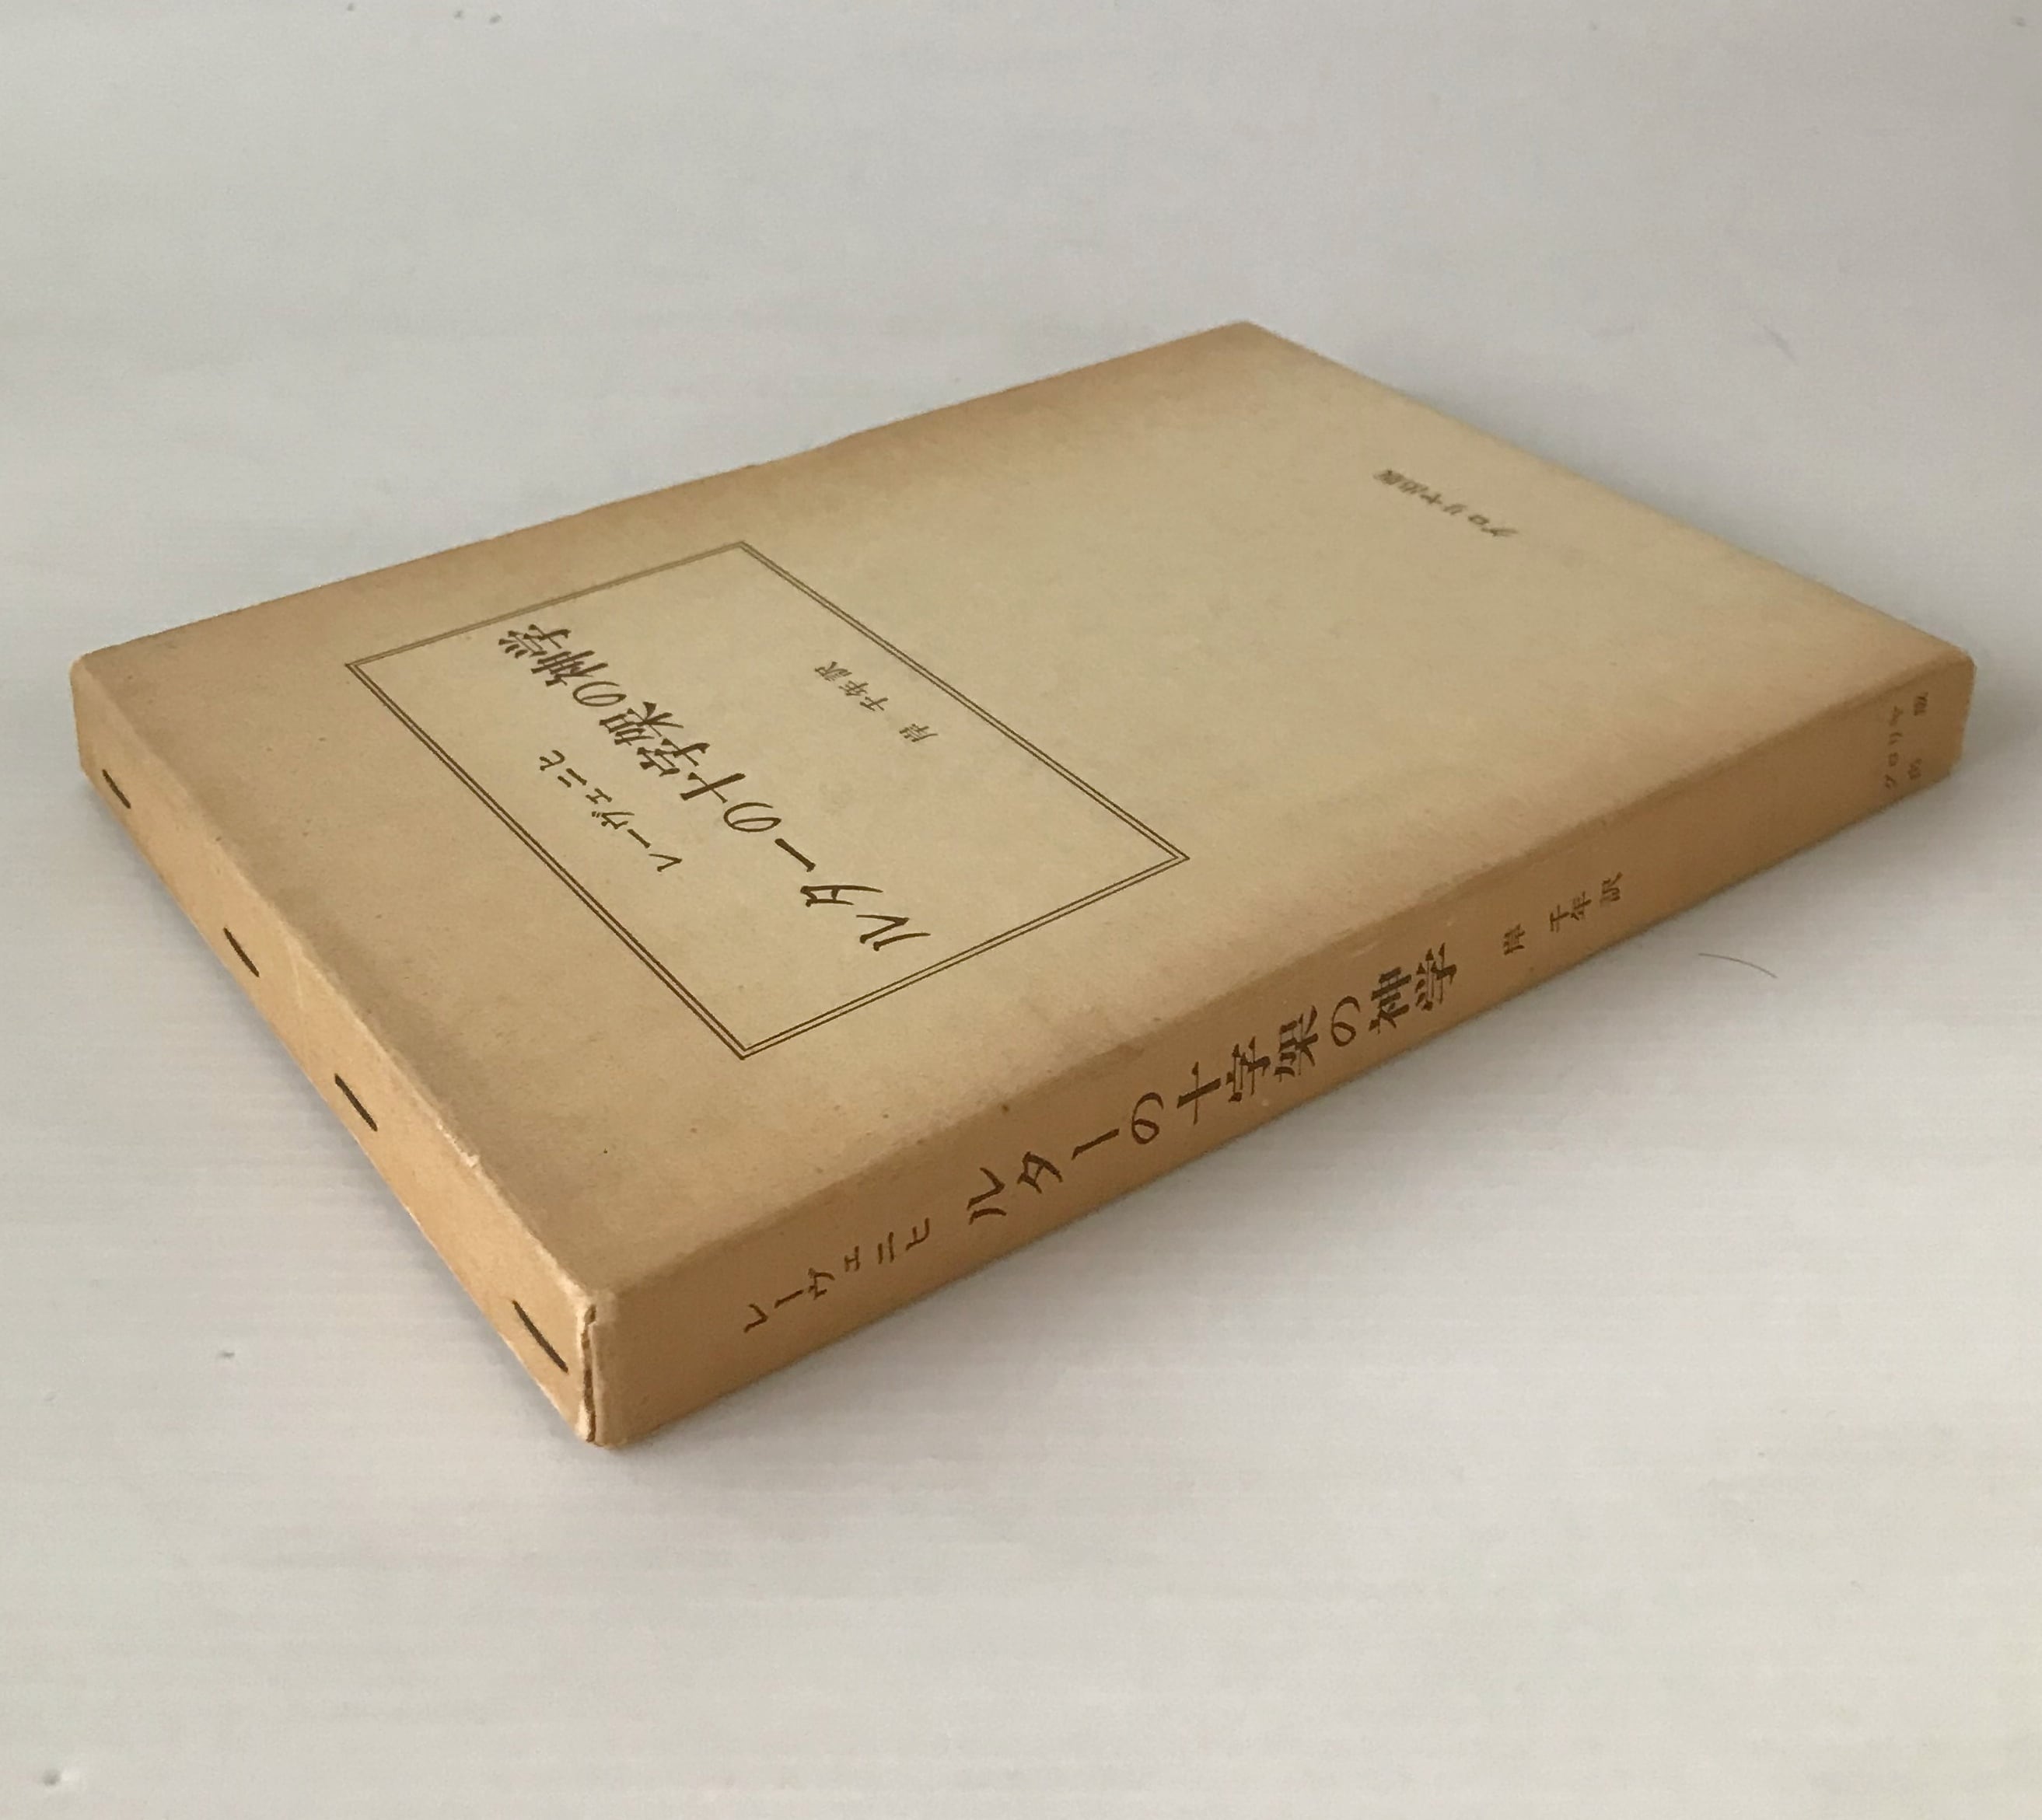 レーヴェニヒ
ルターの十字架の神学
岸 千年訳
グロリヤ出版
レーヴェニヒ ルターの十字架の神学 岸 千年訳
グロリヤ
出版